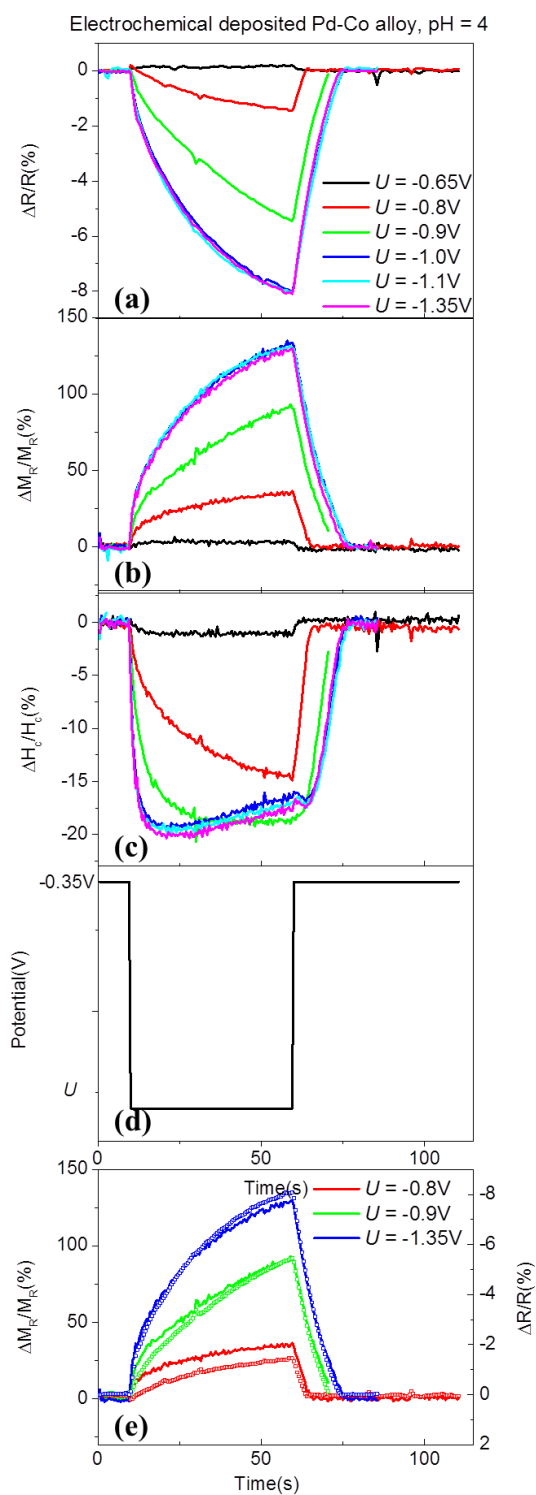 Electrochemical deposited Pd-Co alloy, pH = 4
0
-2
-4
-6
-8
ΔR/R(%)
U = -0.65V
U = -0.8V
U = -0.9V
U = -1.0V
U = -1.1V
U = -1.35V
(a)
150
100
50
0
ΔM_R/M_R(%)
(b)
0
-5
-10
-15
-20
ΔH_c/H_c(%)
(c)
-0.35V
U
Potential(V)
(d)
0
50
100
Time(s)
150
100
50
0
ΔM_R/M_R(%)
U = -0.8V
U = -0.9V
U = -1.35V
-8
-6
-4
-2
0
2
ΔR/R(%)
(e)
0
50
100
Time(s)